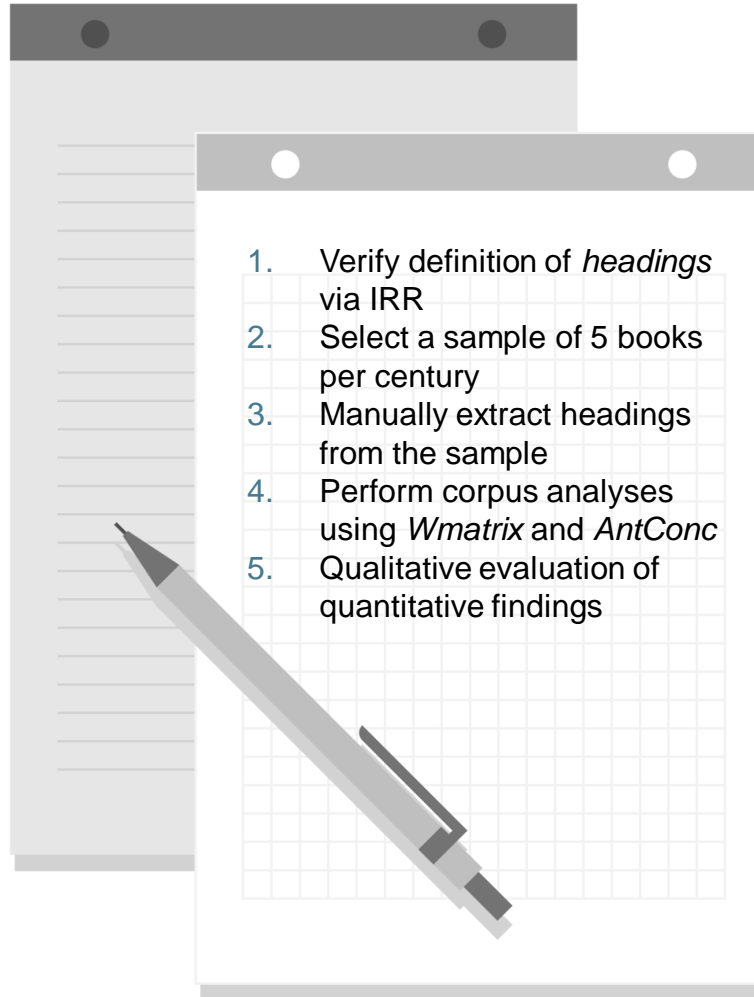 1. Verify definition of headings
via IRR
2. Select a sample of 5 books
per century
3. Manually extract headings
from the sample
4. Perform corpus analyses
using Wmatrix and AntConc
5. Qualitative evaluation of
quantitative findings